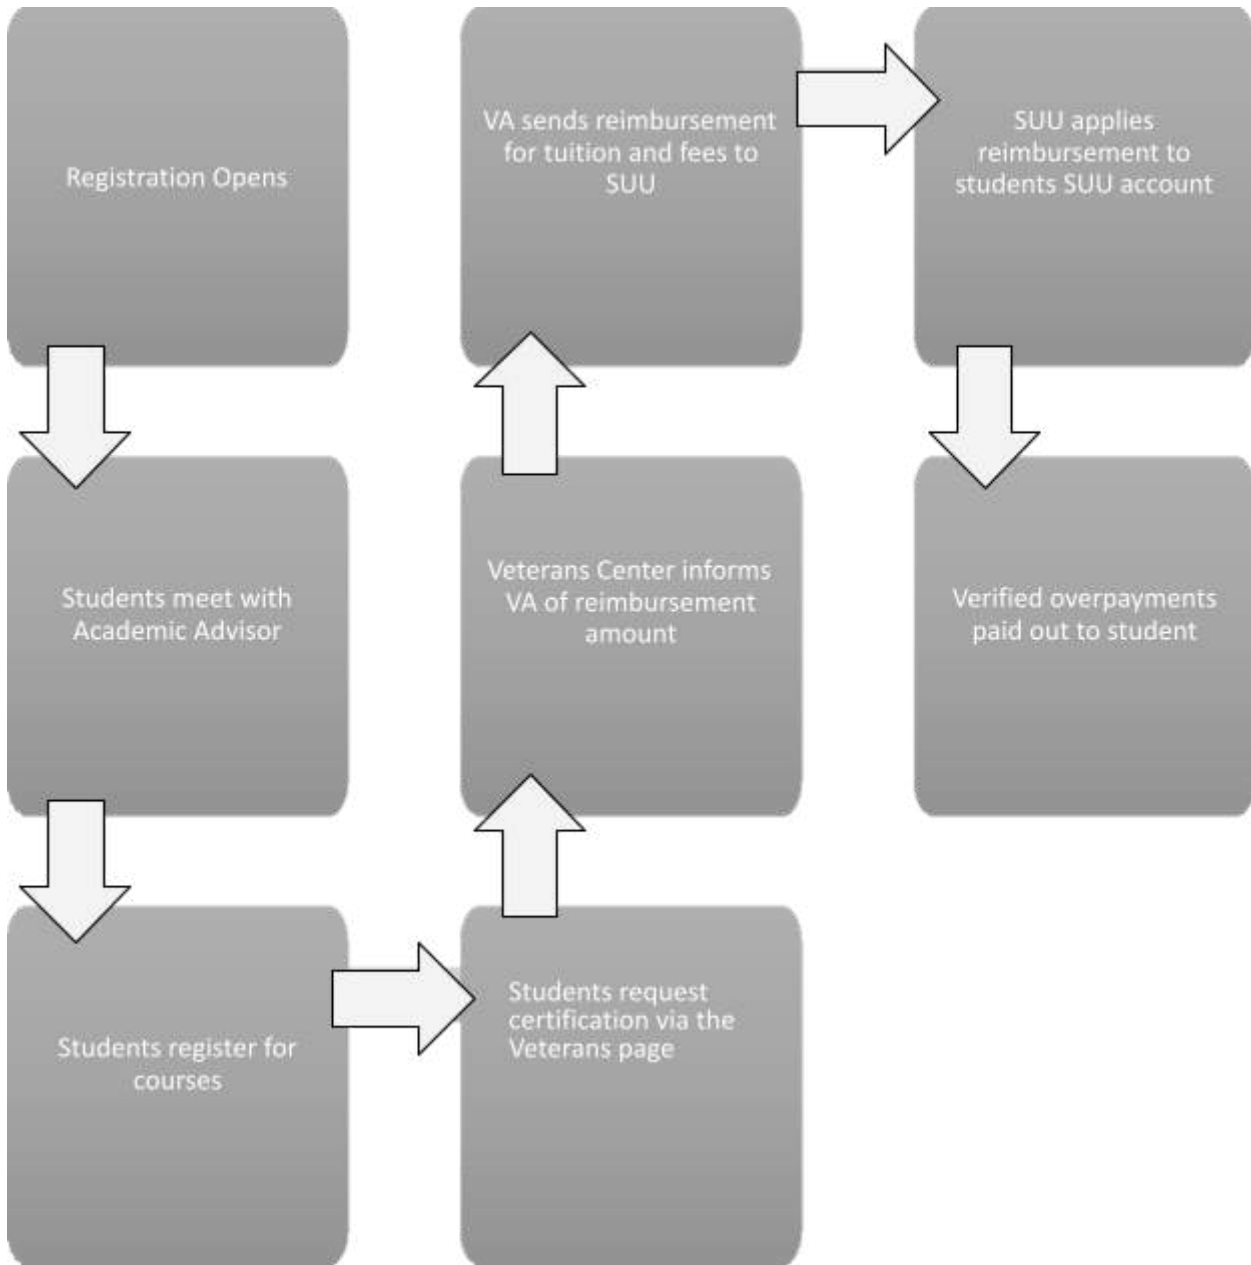 Registration Opens
Students meet with
Academic Advisor
Students register for
courses
Students request
certification via the
Veterans page
Veterans Center informs
VA of reimbursement
amount
VA sends reimbursement
for tuition and fees to
SUU
SUU applies
reimbursement to
students SUU account
Verified overpayments
paid out to student